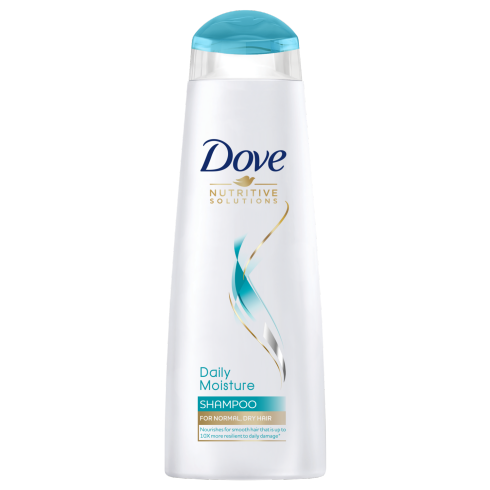 Dove
NUTRITIVE
SOLUTIONS
Daily
Moisture
SHAMPOO
FOR NORMAL, DRY HAIR
Nourishes for smooth hair that is up to
10X more resilient to daily damage*